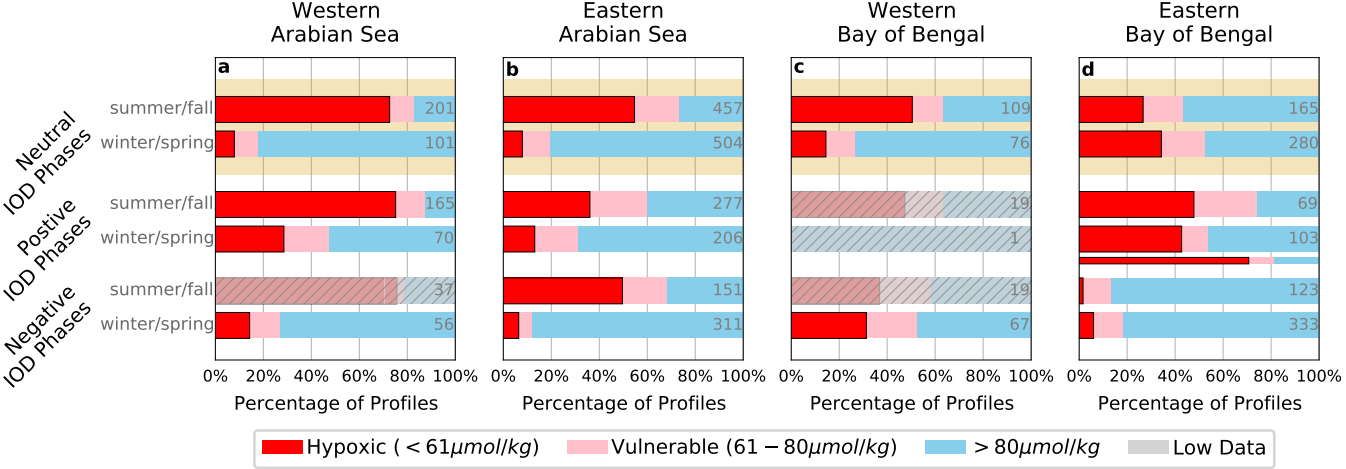 Western
Arabian Sea
Eastern
Arabian Sea
Western
Bay of Bengal
Eastern
Bay of Bengal
a
b
c
d
Neutral
IOD Phases
summer/fall
201
457
109
165
winter/spring
101
504
76
280
Postive
IOD Phases
summer/fall
165
277
19
69
winter/spring
70
206
1
103
Negative
IOD Phases
summer/fall
37
151
19
123
winter/spring
56
311
67
333
0% 20% 40% 60% 80% 100%
0% 20% 40% 60% 80% 100%
0% 20% 40% 60% 80% 100%
0% 20% 40% 60% 80% 100%
Percentage of Profiles
Percentage of Profiles
Percentage of Profiles
Percentage of Profiles
Hypoxic (<61μmol/kg)
Vulnerable (61−80μmol/kg)
>80μmol/kg
Low Data